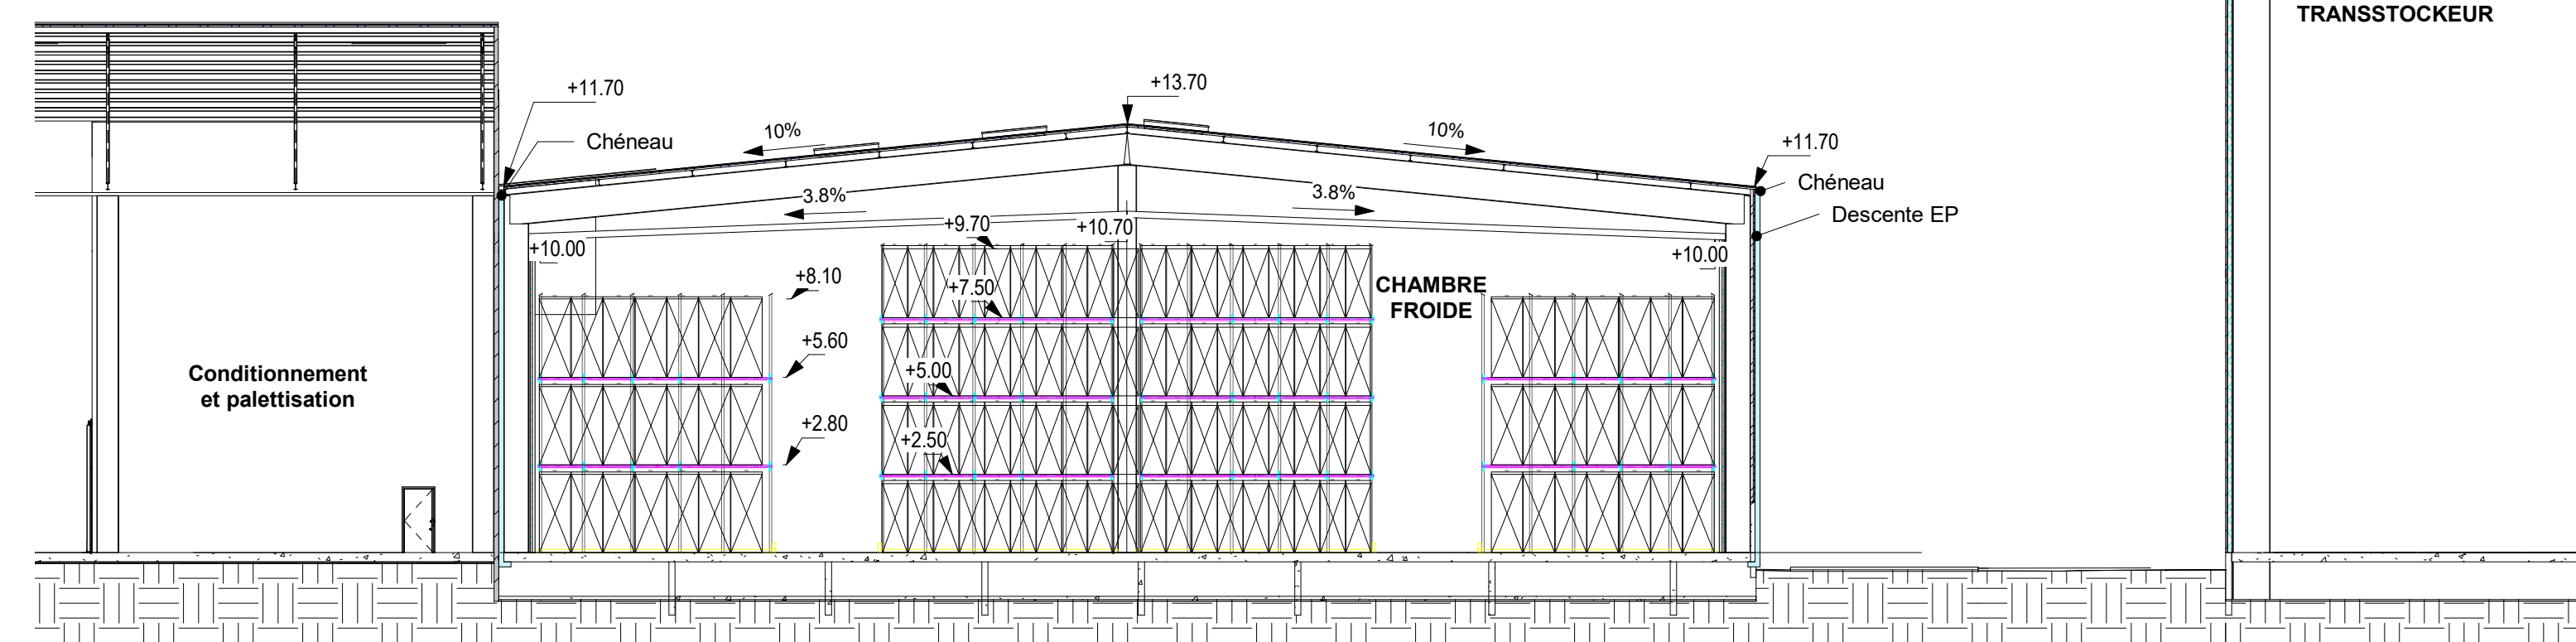 TRANSSTOCKEUR
+13.70
+11.70
10%
10%
Chéneau
+11.70
Chéneau
3.8%
3.8%
Descente EP
+9.70
+10.70
+10.00
+10.00
+8.10
+7.50
CHAMBRE
FROIDE
+5.60
+5.00
Conditionnement
et palettisation
+2.80
+2.50